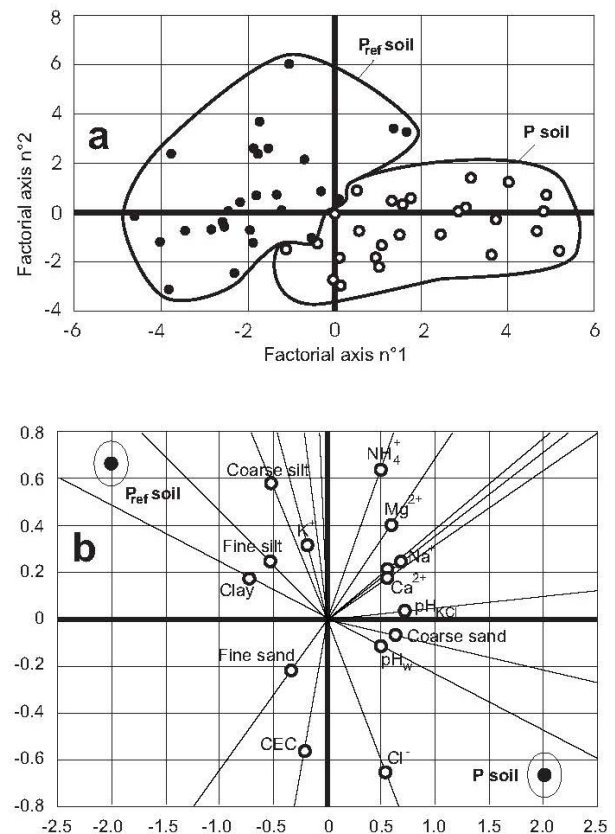 8
P_ref soil
6
a
4
P soil
Factorial axis n°2
2
0
-2
-4
-6 -4 -2 0 2 4 6
Factorial axis n°1
0.8
NH₄⁺
0.6
Coarse silt
P_ref soil
Mg²⁺
0.4
b
K⁺
Fine silt
Na⁺
0.2
Clay
Ca²⁺
pH_KCl
0
Coarse sand
Fine sand
pH_w
-0.2
-0.4
CEC
Cl⁻
-0.6
P soil
-0.8
-2.5 -2.0 -1.5 -1.0 -0.5 0 0.5 1.0 1.5 2.0 2.5